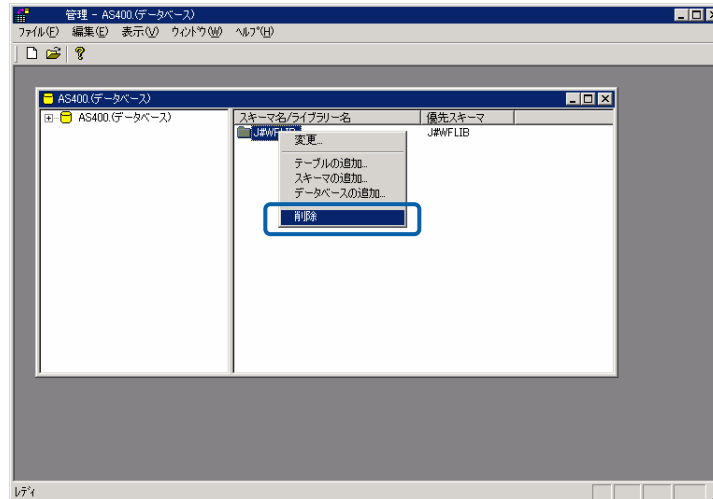 管理 - AS400.(データベース)
ﾌｧｲﾙ(E) 編集(E) 表示(V) ｳｨﾝﾄﾞｳ(W) ﾍﾙﾌﾟ(H)
AS400.(データベース)
AS400.(データベース)
スキーマ名/ライブラリー名 優先スキーマ
J#WFLIB J#WFLIB
変更...
テーブルの追加...
スキーマの追加...
データベースの追加...
削除
ﾚﾃﾞｨ